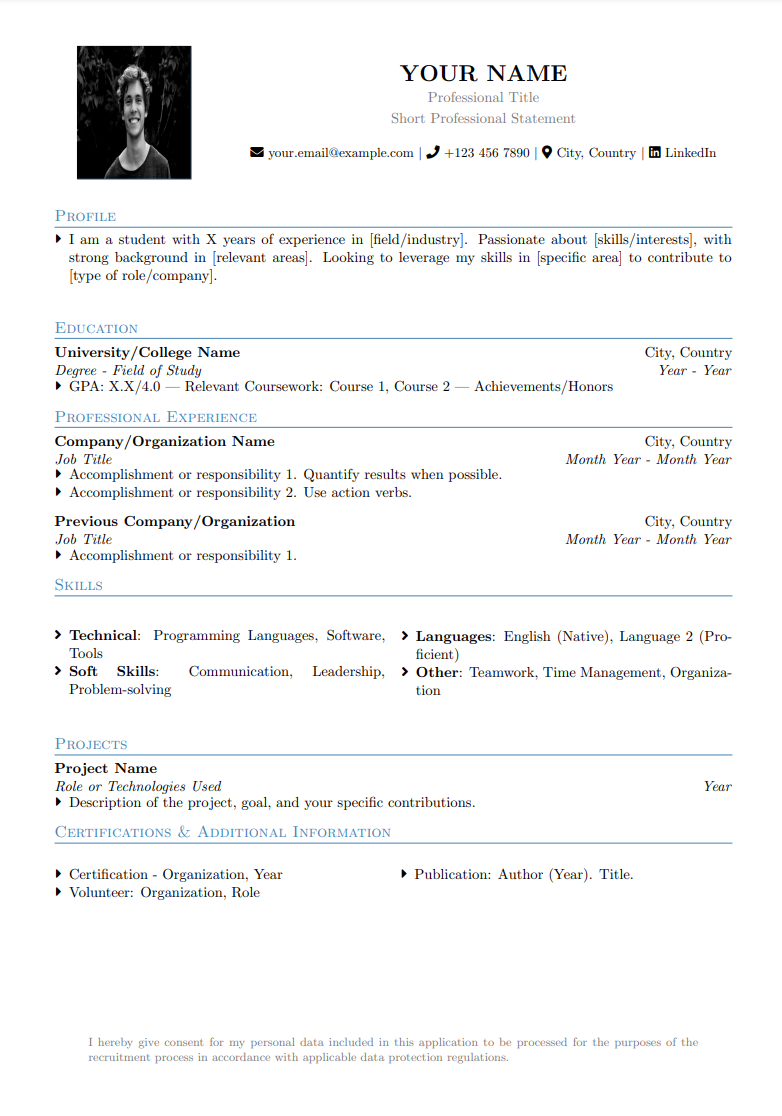 YOUR NAME
Professional Title
Short Professional Statement
your.email@example.com | +123 456 7890 | City, Country | LinkedIn
Profile
I am a student with X years of experience in [field/industry]. Passionate about [skills/interests], with
strong background in [relevant areas]. Looking to leverage my skills in [specific area] to contribute to
[type of role/company].
Education
University/College Name City, Country
Degree - Field of Study Year - Year
GPA: X.X/4.0 — Relevant Coursework: Course 1, Course 2 — Achievements/Honors
Professional Experience
Company/Organization Name City, Country
Job Title Month Year - Month Year
Accomplishment or responsibility 1. Quantify results when possible.
Accomplishment or responsibility 2. Use action verbs.
Previous Company/Organization City, Country
Job Title Month Year - Month Year
Accomplishment or responsibility 1.
Skills
Technical: Programming Languages, Software,
Tools
Soft Skills: Communication, Leadership,
Problem-solving
Languages: English (Native), Language 2 (Pro-
ficient)
Other: Teamwork, Time Management, Organiza-
tion
Projects
Project Name
Role or Technologies Used Year
Description of the project, goal, and your specific contributions.
Certifications & Additional Information
Certification - Organization, Year
Volunteer: Organization, Role
Publication: Author (Year). Title.
I hereby give consent for my personal data included in this application to be processed for the purposes of the
recruitment process in accordance with applicable data protection regulations.